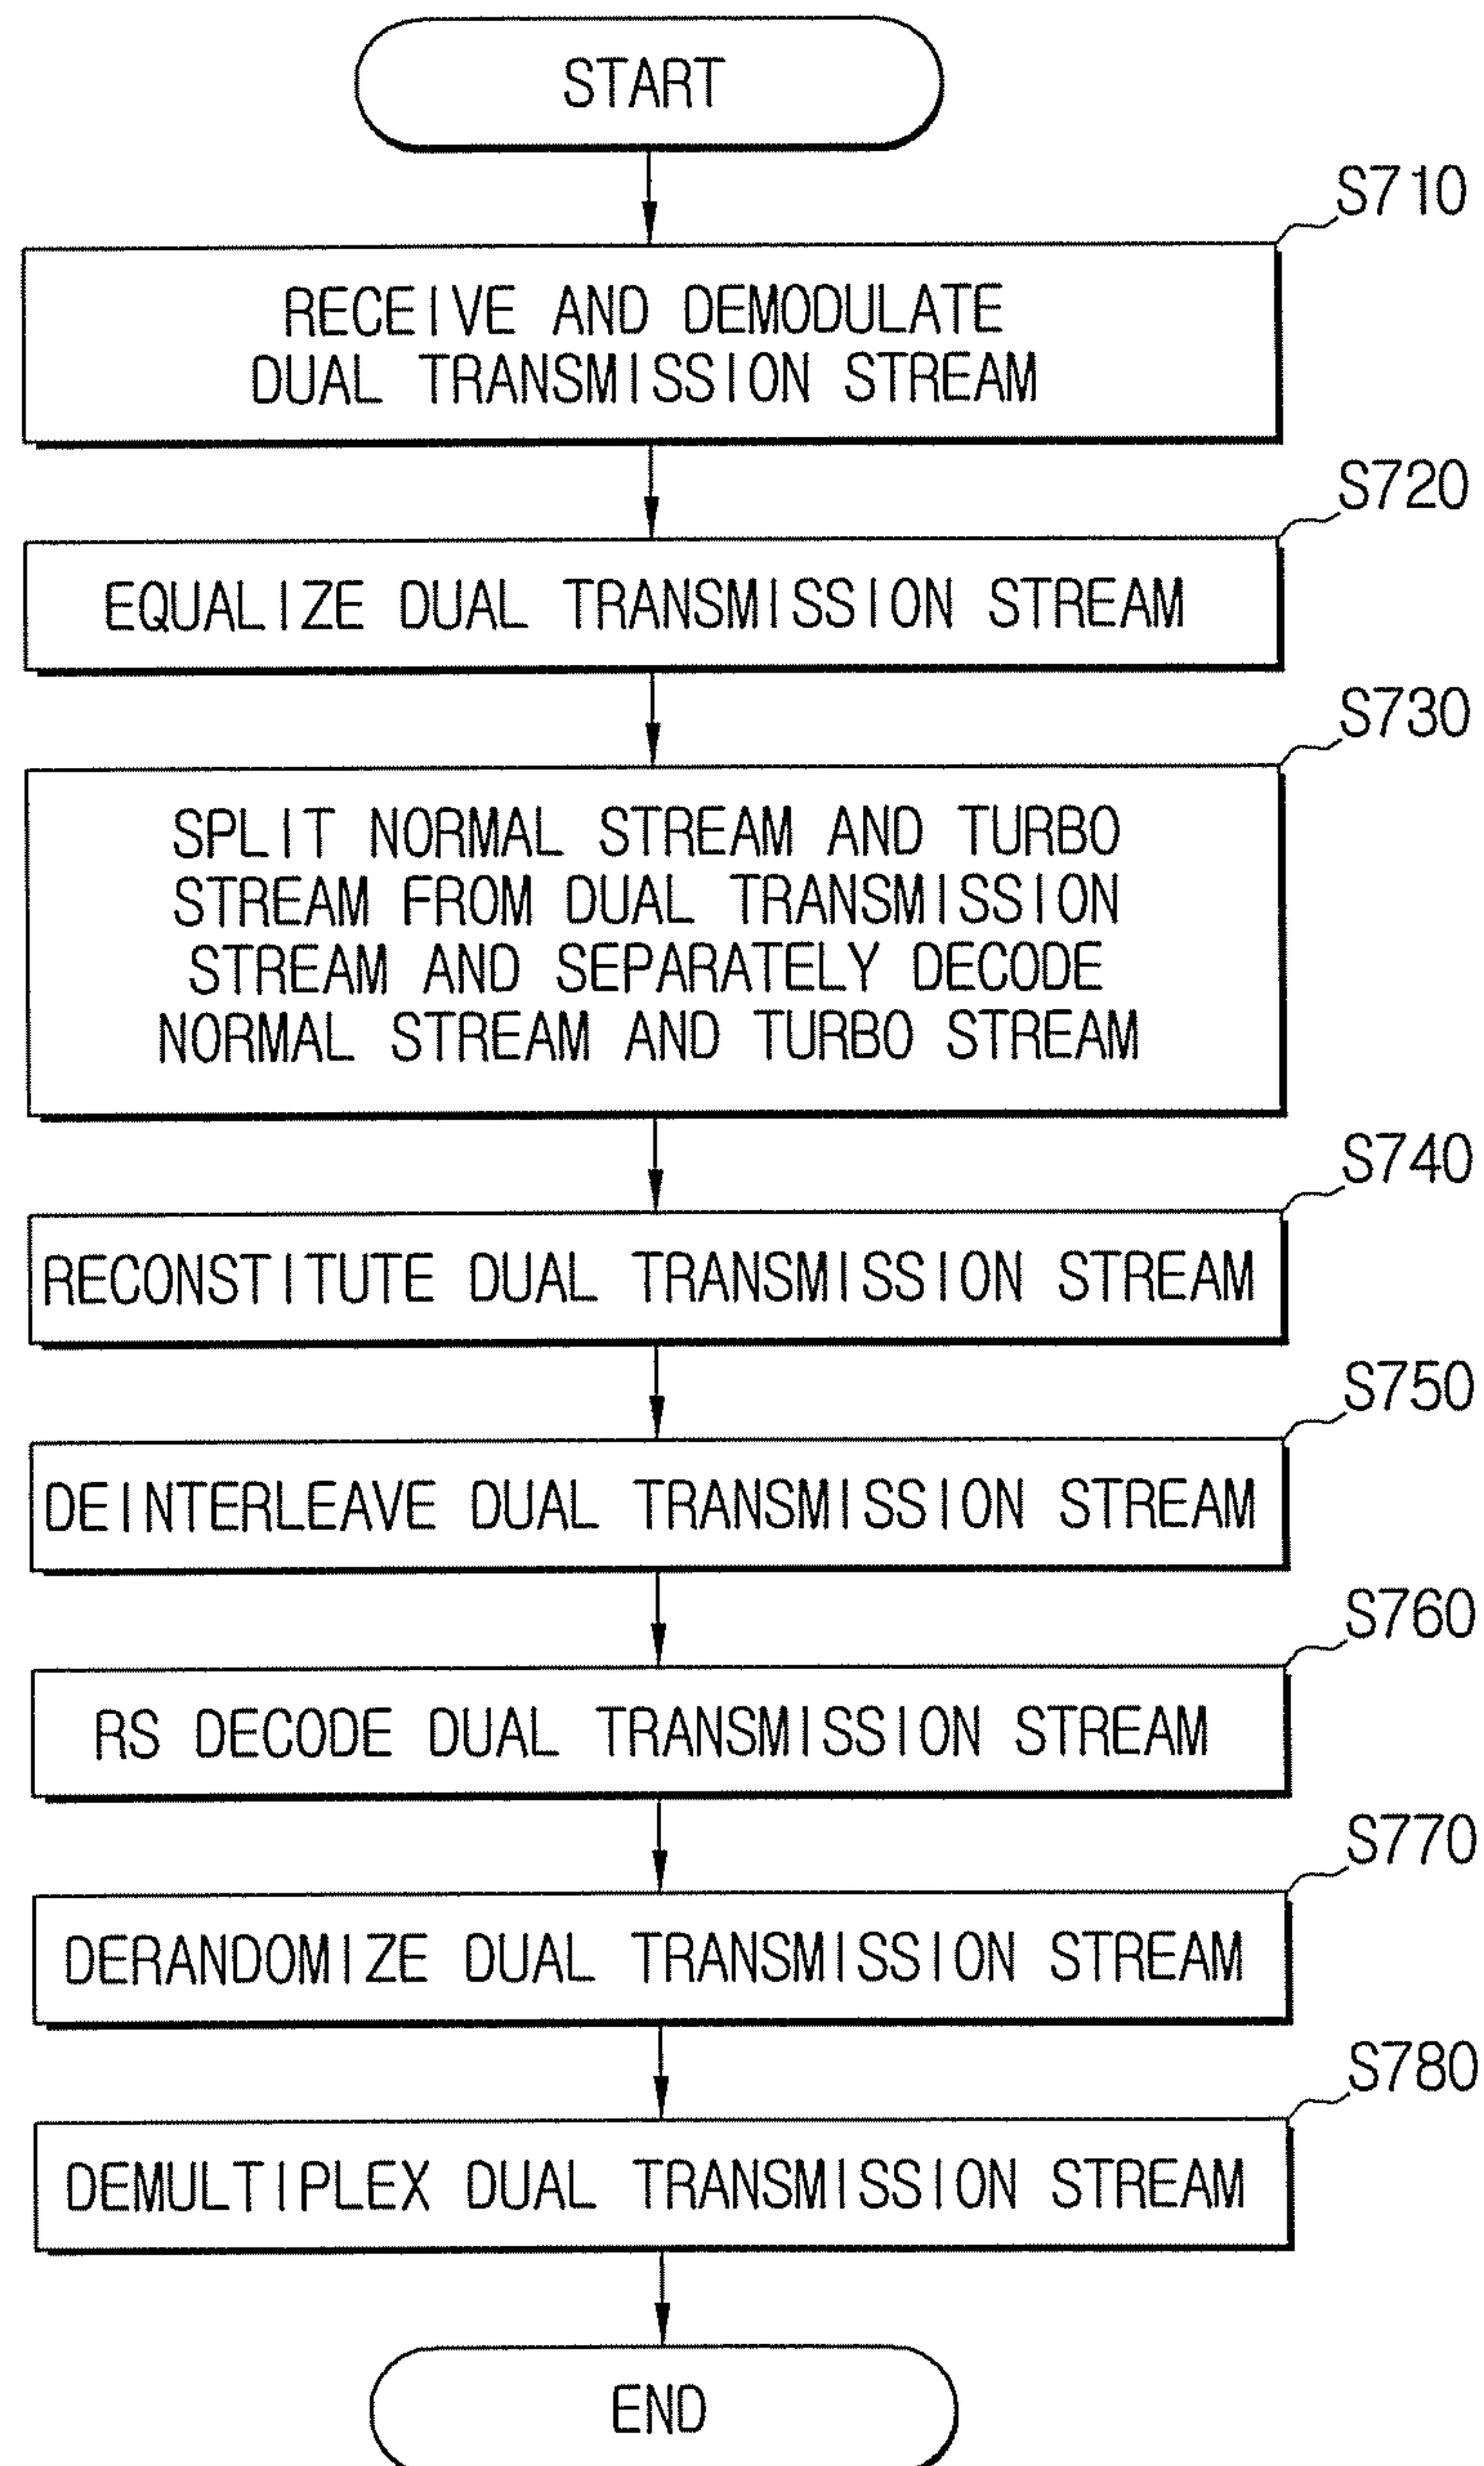 START
S710
RECEIVE AND DEMODULATE
DUAL TRANSMISSION STREAM
S720
EQUALIZE DUAL TRANSMISSION STREAM
S730
SPLIT NORMAL STREAM AND TURBO
STREAM FROM DUAL TRANSMISSION
STREAM AND SEPARATELY DECODE
NORMAL STREAM AND TURBO STREAM
S740
RECONSTITUTE DUAL TRANSMISSION STREAM
S750
DEINTERLEAVE DUAL TRANSMISSION STREAM
S760
RS DECODE DUAL TRANSMISSION STREAM
S770
DERANDOMIZE DUAL TRANSMISSION STREAM
S780
DEMULTIPLEX DUAL TRANSMISSION STREAM
END